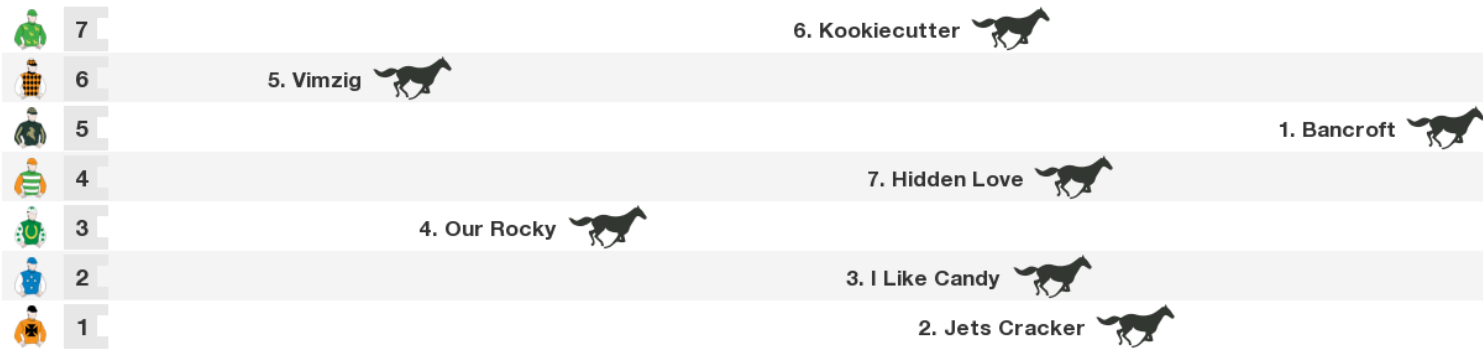 7 6. Kookiecutter
6 5. Vimzig
5 1. Bancroft
4 7. Hidden Love
3 4. Our Rocky
2 3. I Like Candy
1 2. Jets Cracker